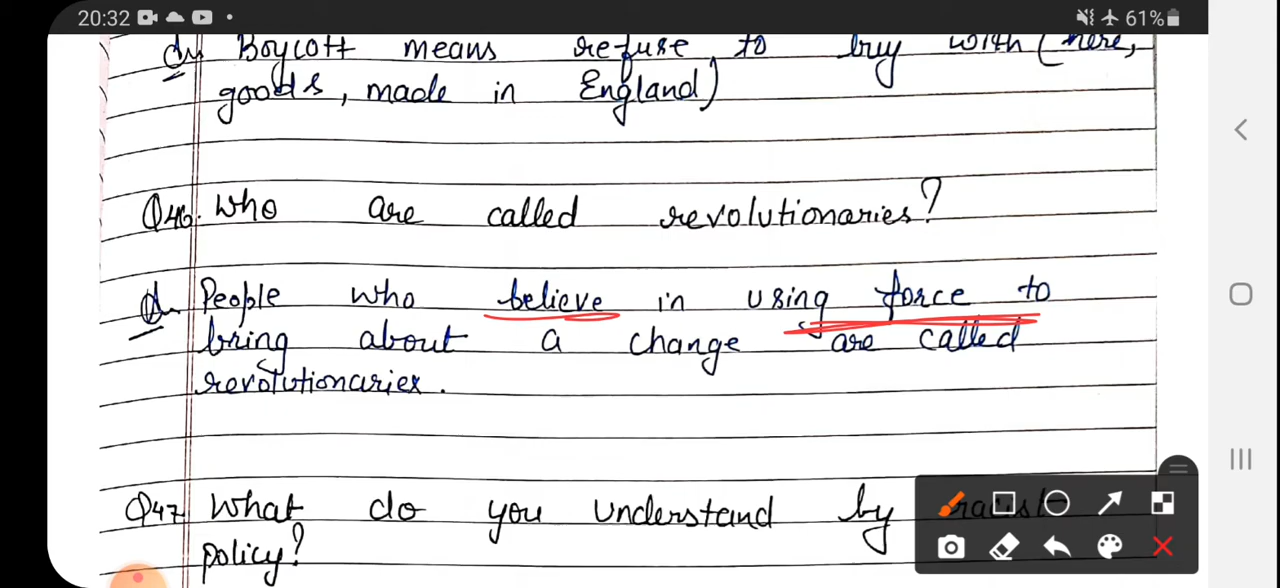 20:32
61%
Ans Boycott means refuse to buy with (here,
goods, made in England)
Q46. Who are called revolutionaries?
Ans People who believe in using force to
bring about a change are called
revolutionaries.
Q47 What do you understand by racist
policy?